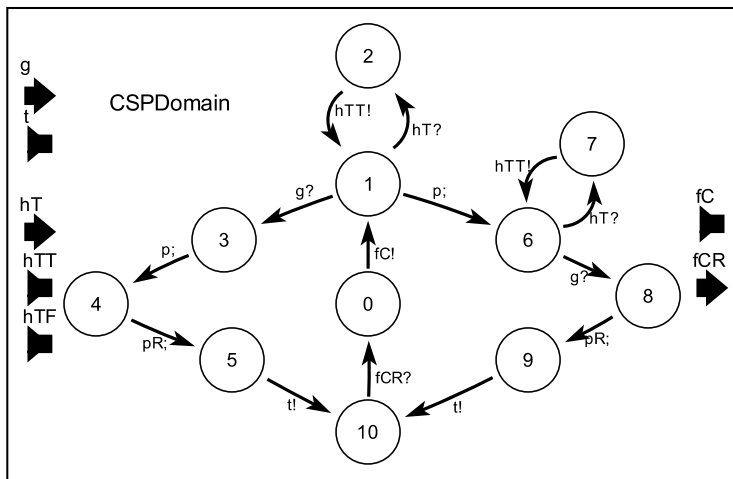 2
g
CSPDomain
hTT!
hT?
t
7
hTT!
1
g?
p;
hT?
hT
fC
3
6
p;
fC!
g?
hTT
fCR
4
0
8
hTF
pR;
pR;
5
9
fCR?
t!
t!
10